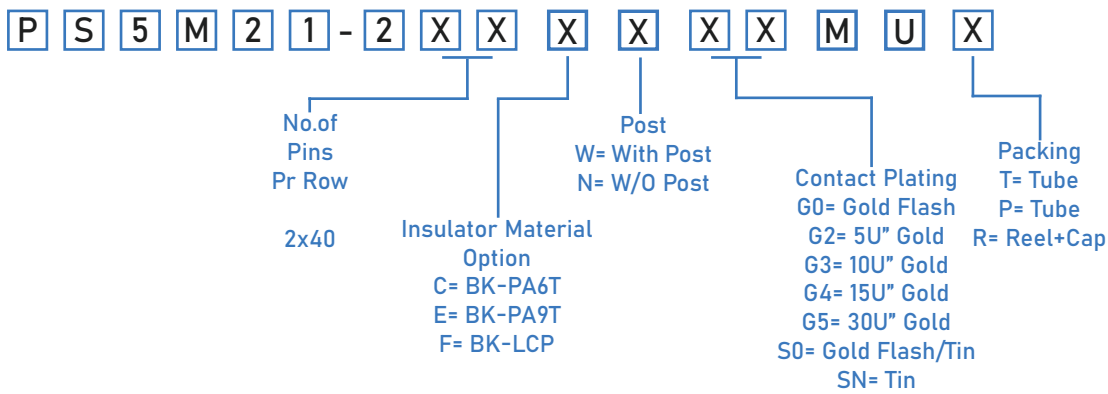 PS5M21-2XX X X XX M U X
No.of
Pins
Pr Row
2x40
Insulator Material
Option
C= BK-PA6T
E= BK-PA9T
F= BK-LCP
Post
W= With Post
N= W/O Post
Contact Plating
G0= Gold Flash
G2= 5U” Gold
G3= 10U” Gold
G4= 15U” Gold
G5= 30U” Gold
S0= Gold Flash/Tin
SN= Tin
Packing
T= Tube
P= Tube
R= Reel+Cap